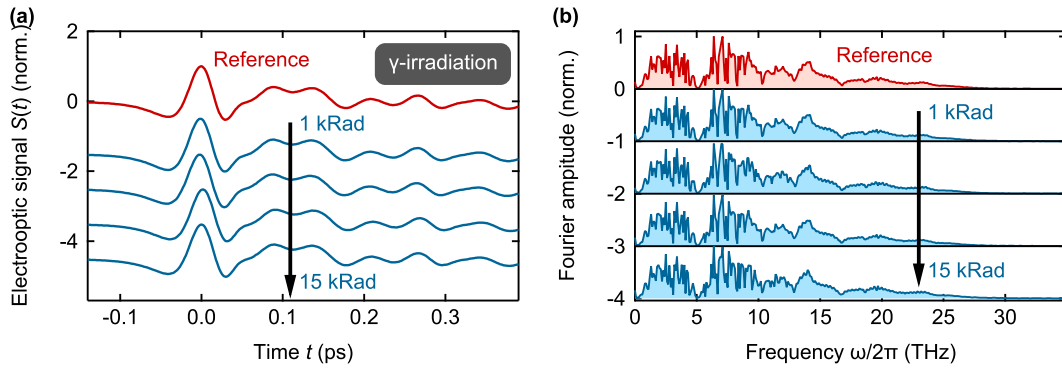 (a)
Electrooptic signal S(t) (norm.)
2
0
-2
-4
Reference
γ-irradiation
1 kRad
15 kRad
-0.1
0.0
0.1
0.2
0.3
Time t (ps)
(b)
Fourier ampitude (norm.)
1
0
-1
-2
-3
-4
Reference
1 kRad
15 kRad
0
5
10
15
20
25
30
Frequency ω/2π (THz)